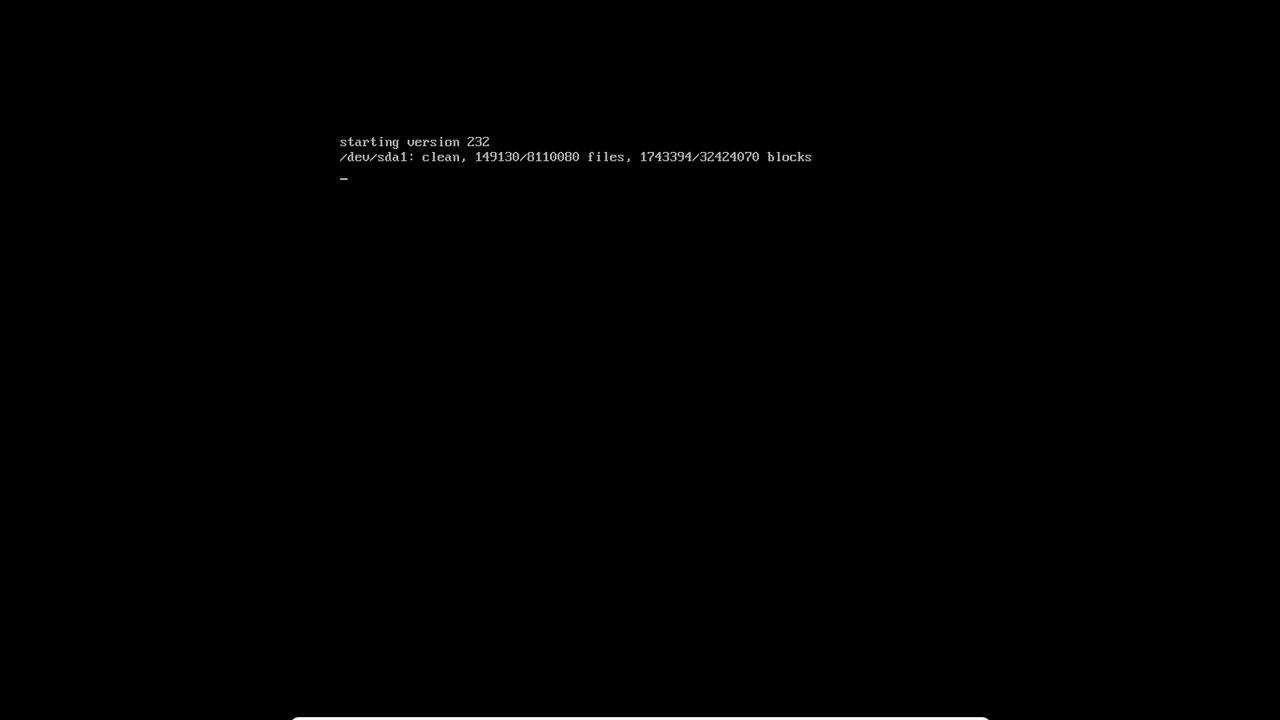 starting version 232
/dev/sda1: clean, 149130/8110080 files, 1743394/32424070 blocks
_